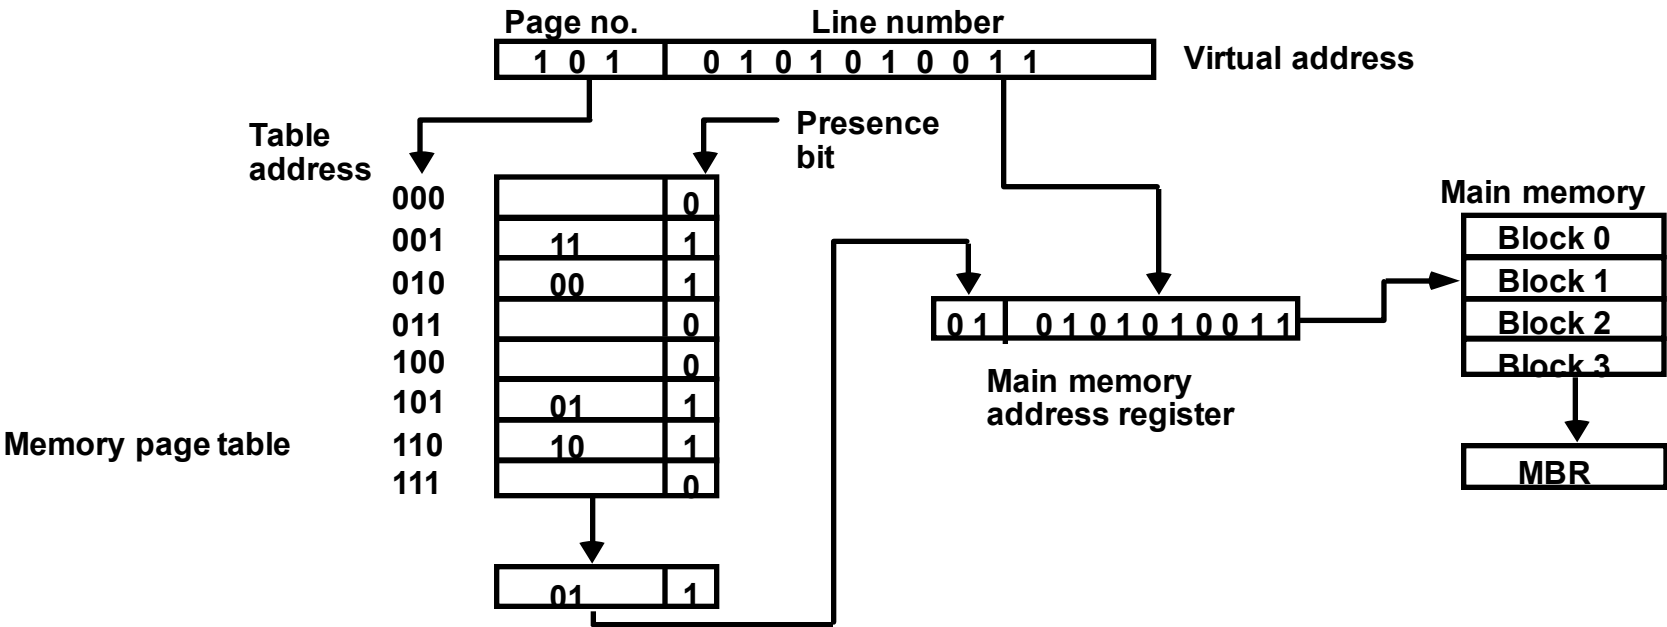 Page no. Line number
1 0 1 0 1 0 1 0 1 0 0 1 1 Virtual address
Table
address
Presence
bit
000 0
001 11 1
010 00 1
011 0
100 0
101 01 1
110 10 1
111 0
Memory page table
01 1
0 1 0 1 0 1 0 1 0 0 1 1
Main memory
address register
Main memory
Block 0
Block 1
Block 2
Block 3
MBR